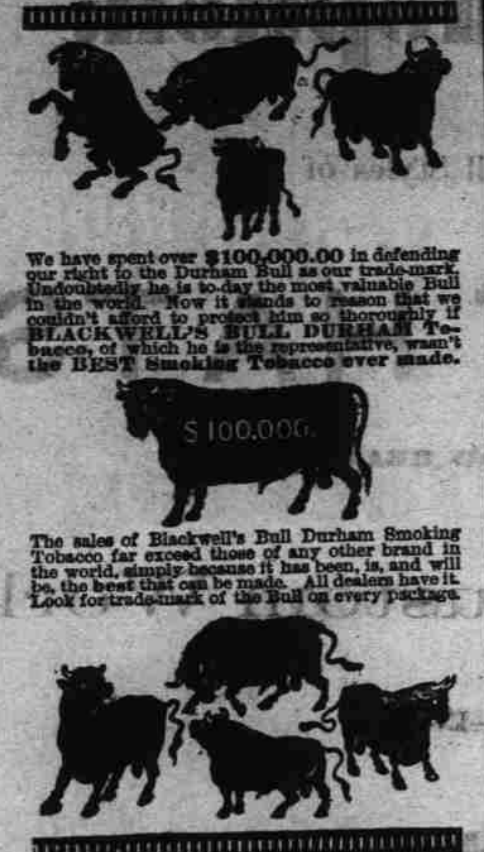 We have spent over $100,000.00 in defending
our right to the Durham Bull as our trade-mark.
Undoubtedly he is to-day the most valuable Bull
in the world. Now it stands to reason that we
couldn't afford to protect him so thoroughly if
BLACKWELL'S BULL DURHAM To-
bacco, of which he is the representative, wasn't
the BEST Smoking Tobacco ever made.
$100.000.
The sales of Blackwell's Bull Durham Smoking
Tobacco far exceed those of any other brand in
the world, simply because it has been, is, and will
be, the best that can be made. All dealers have it.
Look for trade-mark of the Bull on every package.